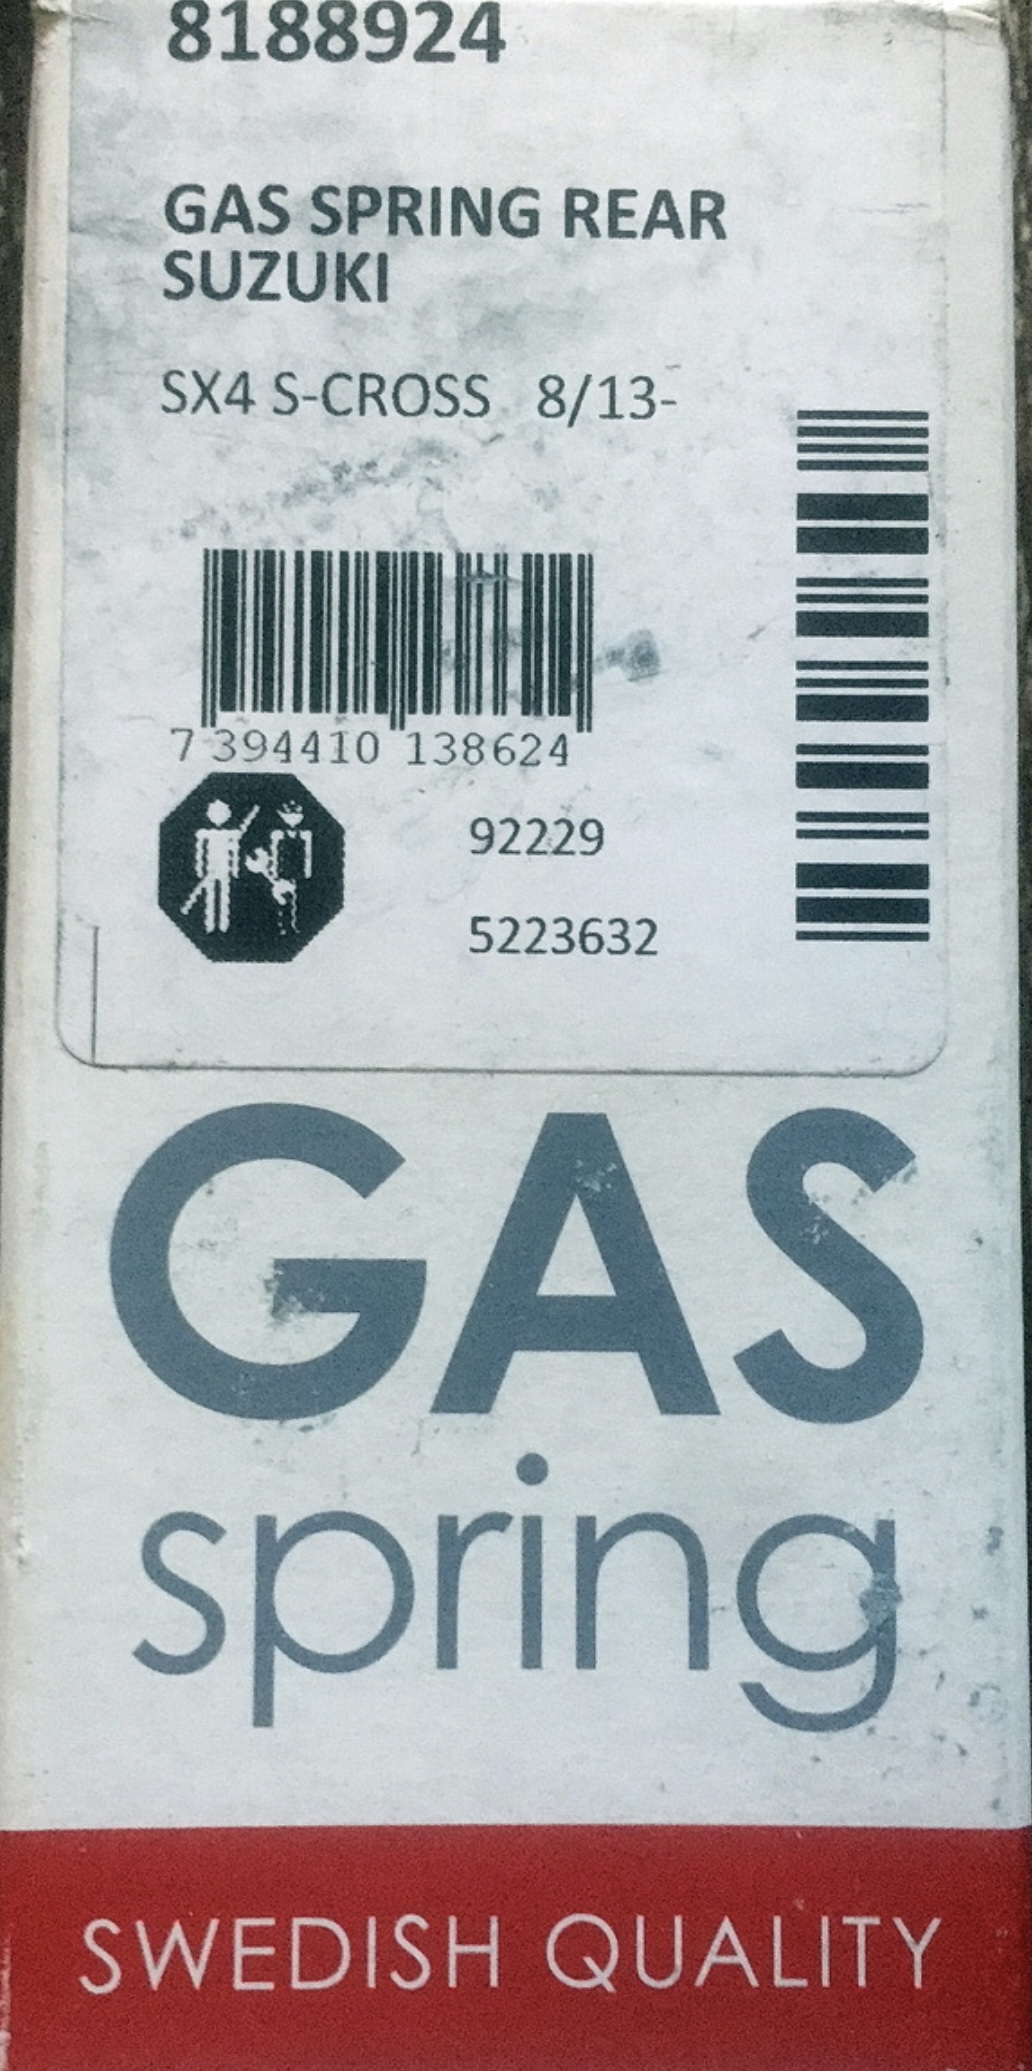 8188924
GAS SPRING REAR
SUZUKI
SX4 S-CROSS 8/13-
7 394410 138624
92229
5223632
GAS
spring
SWEDISH QUALITY